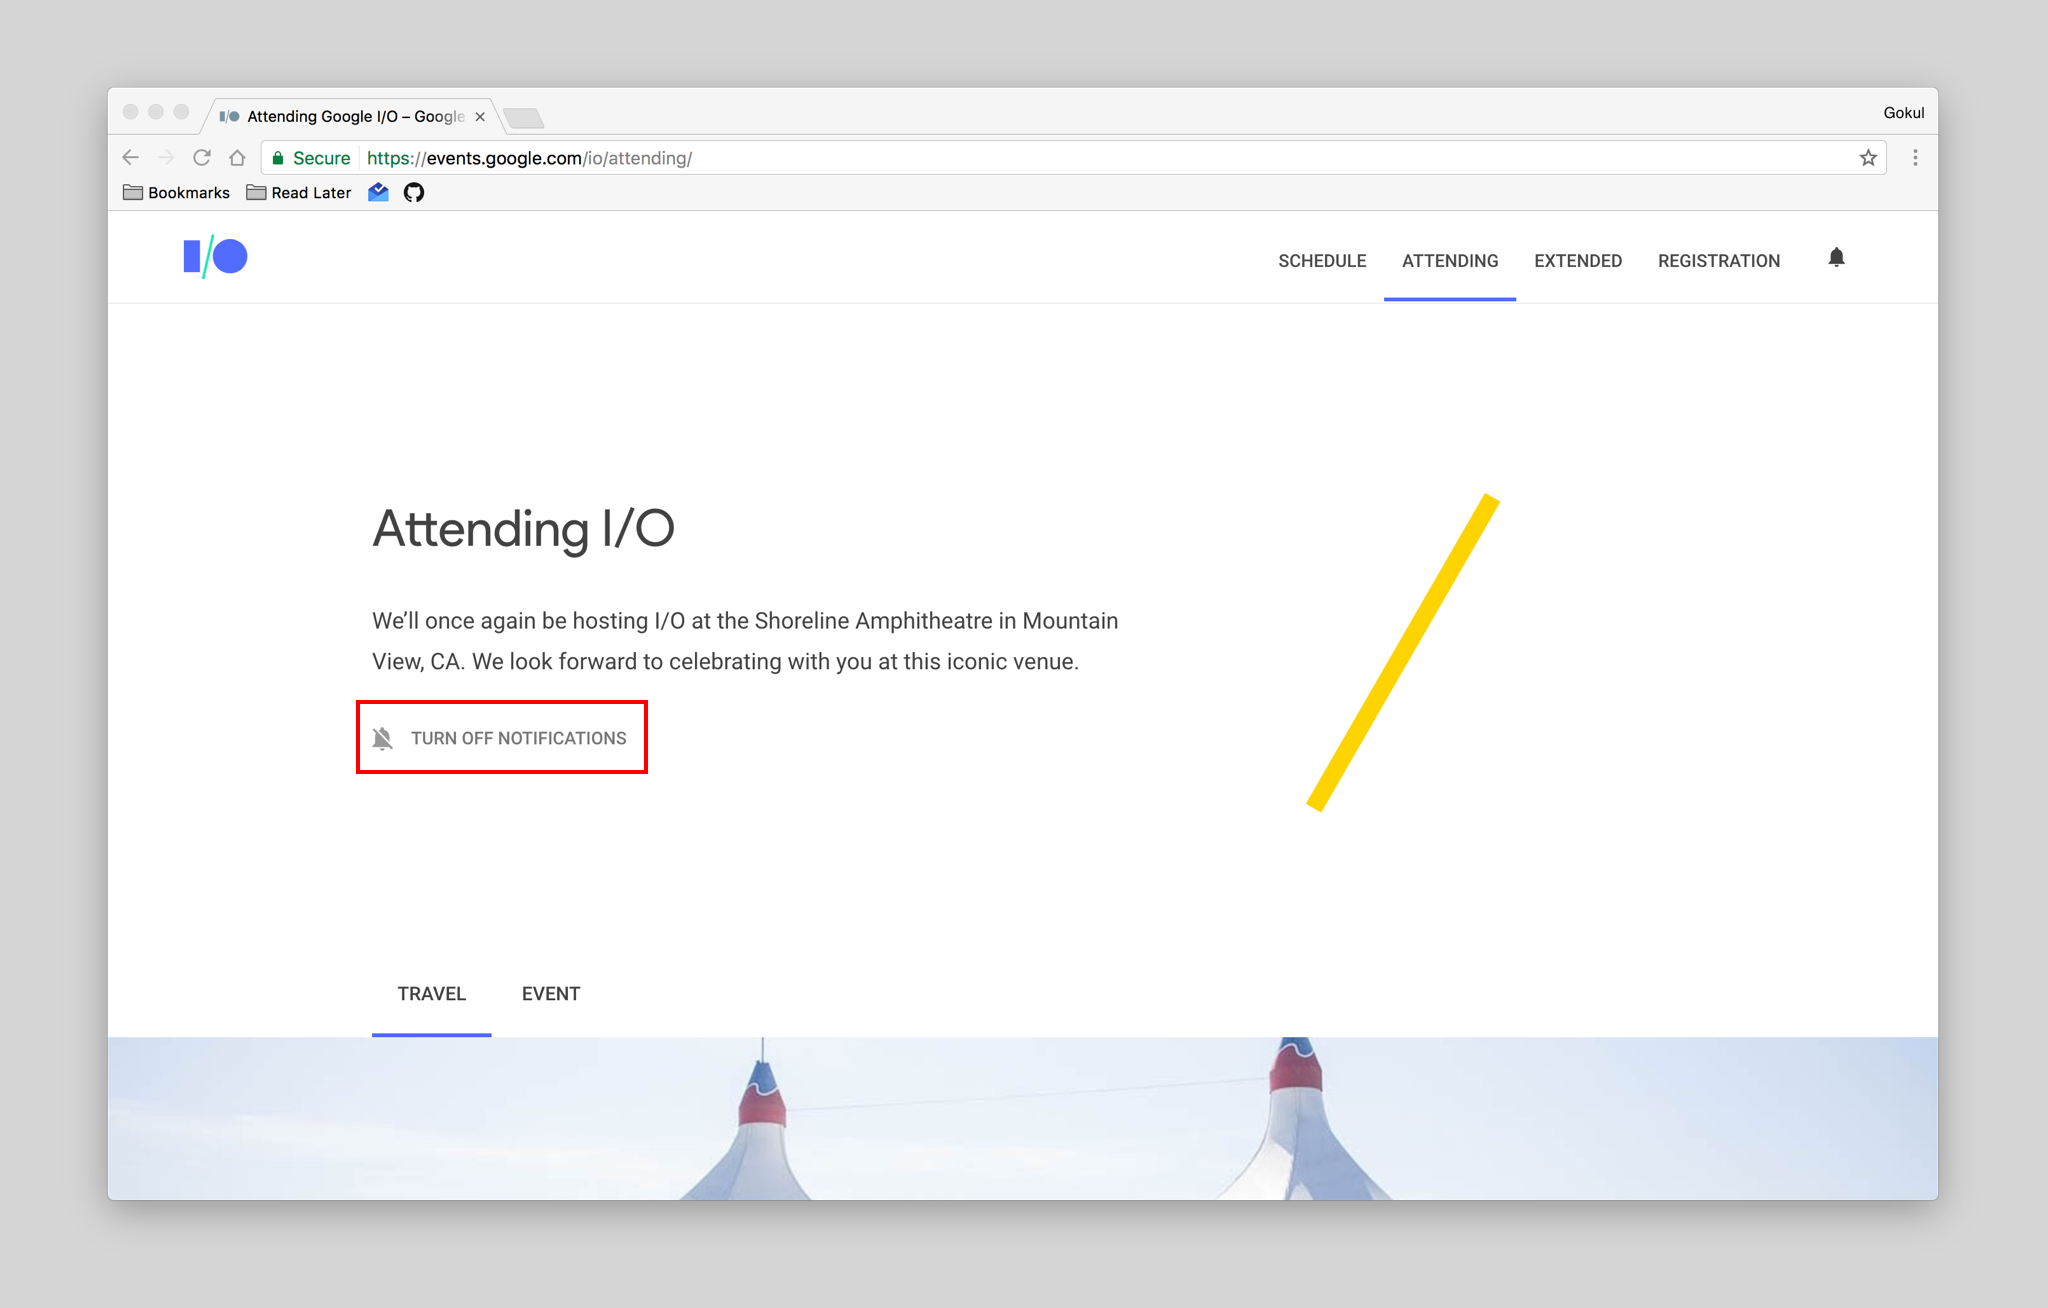 Attending Google I/O – Google
Gokul
Secure
https://events.google.com/io/attending/
Bookmarks
Read Later
I/O
SCHEDULE
ATTENDING
EXTENDED
REGISTRATION
Attending I/O
We’ll once again be hosting I/O at the Shoreline Amphitheatre in Mountain
View, CA. We look forward to celebrating with you at this iconic venue.
TURN OFF NOTIFICATIONS
TRAVEL
EVENT